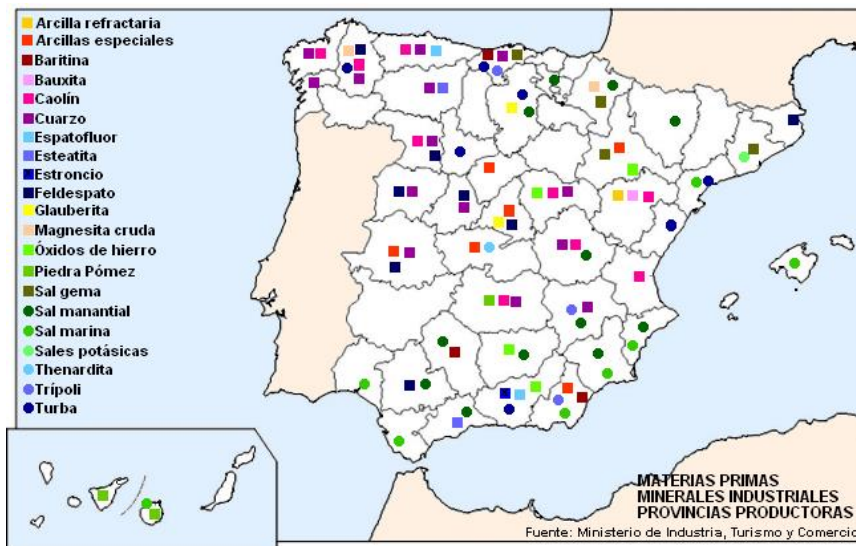 Arcilla refractaria
Arcillas especiales
Baritina
Bauxita
Caolín
Cuarzo
Espatofluor
Esteatita
Estroncio
Feldespato
Glauberita
Magnesita cruda
Óxidos de hierro
Piedra Pómez
Sal gema
Sal manantial
Sal marina
Sales potásicas
Thenardita
Trípoli
Turba
MATERIAS PRIMAS
MINERALES INDUSTRIALES
PROVINCIAS PRODUCTORAS
Fuente: Ministerio de Industria, Turismo y Comercio